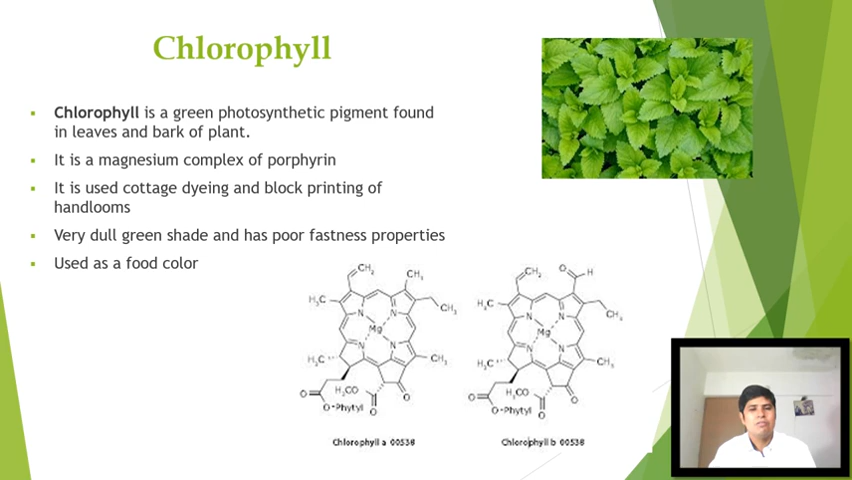 Chlorophyll
Chlorophyll is a green photosynthetic pigment found
in leaves and bark of plant.
It is a magnesium complex of porphyrin
It is used cottage dyeing and block printing of
handlooms
Very dull green shade and has poor fastness properties
Used as a food color
CH₂
CH₃
H₃C
CH₃
N
N
Mg
N
N
H₃C
CH₃
H₃CO
O
O
O
O-Phytyl
Chlorophyll a 00538
CH₂
O
H
H₃C
CH₃
N
N
Mg
N
N
H₃C
CH₃
H₃CO
O
O
O
O-Phytyl
Chlorophyll b 00538